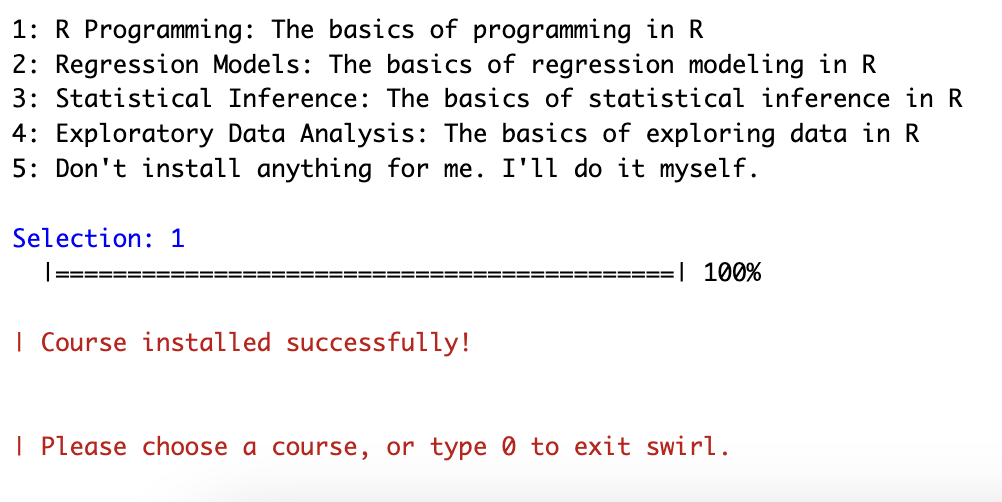 1: R Programming: The basics of programming in R
2: Regression Models: The basics of regression modeling in R
3: Statistical Inference: The basics of statistical inference in R
4: Exploratory Data Analysis: The basics of exploring data in R
5: Don't install anything for me. I'll do it myself.
Selection: 1
|===========================================| 100%
| Course installed successfully!
| Please choose a course, or type 0 to exit swirl.